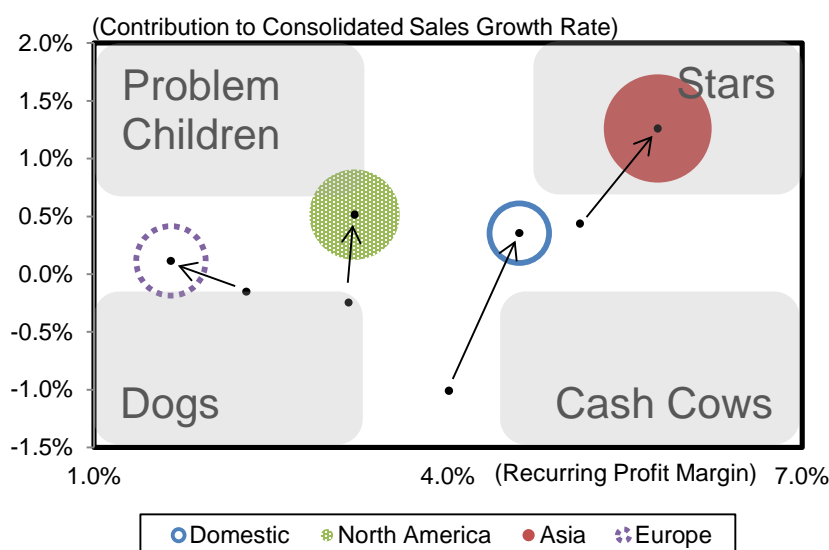 (Contribution to Consolidated Sales Growth Rate)
2.0%
Problem
Children
Stars
1.5%
1.0%
0.5%
0.0%
-0.5%
-1.0%
Dogs
Cash Cows
-1.5%
1.0%
4.0%
(Recurring Profit Margin)
7.0%
Domestic
North America
Asia
Europe